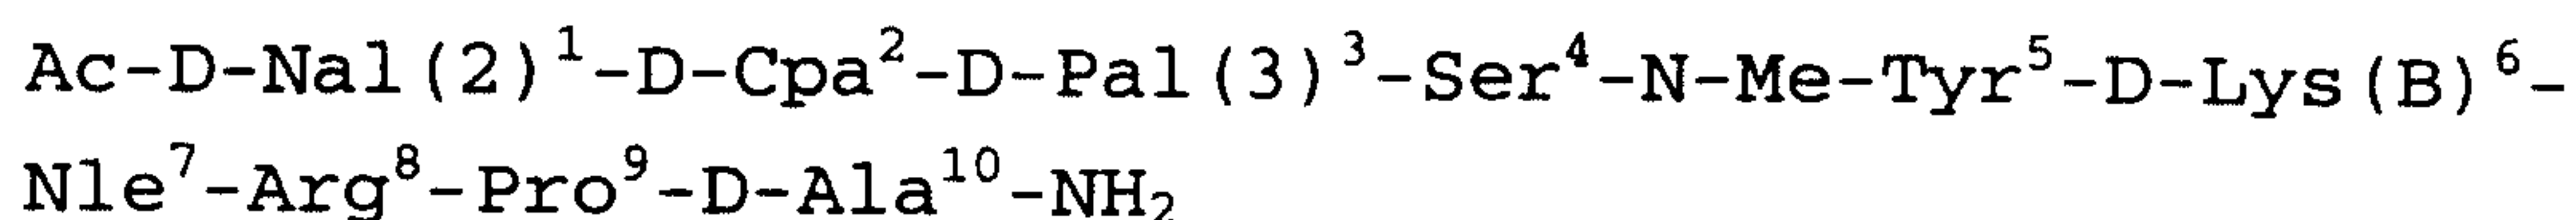 Ac-D-Nal(2)¹-D-Cpa²-D-Pal(3)³-Ser⁴-N-Me-Tyr⁵-D-Lys(B)⁶-
Nle⁷-Arg⁸-Pro⁹-D-Ala¹⁰-NH₂